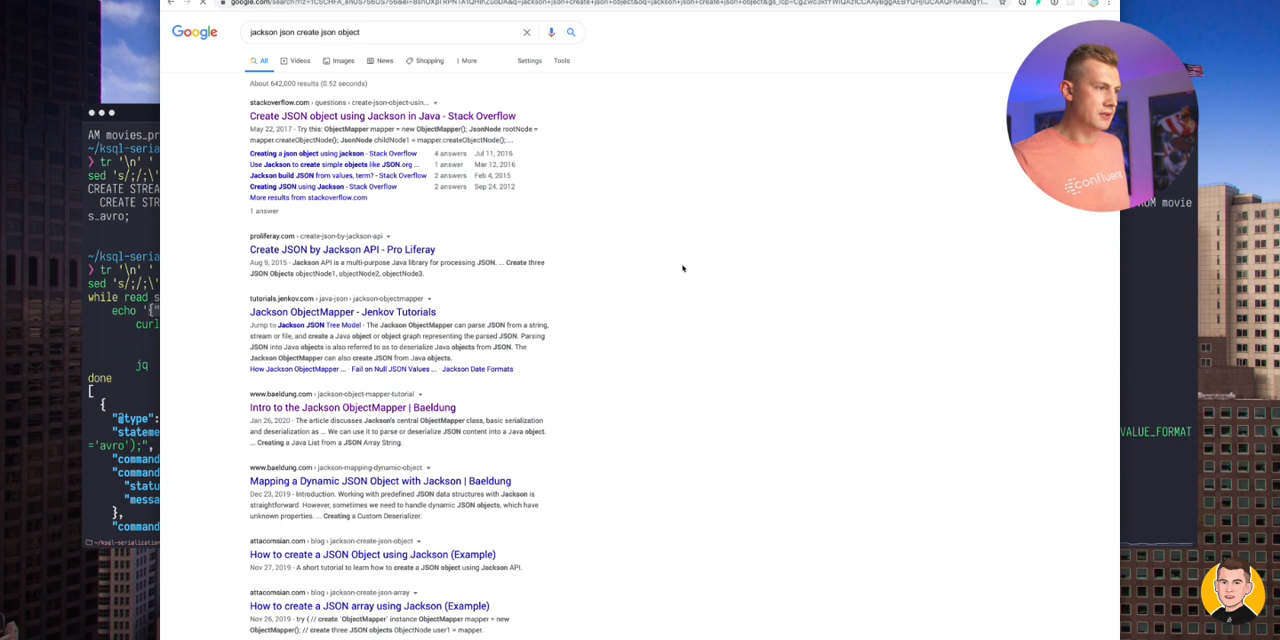 google.com/search?rlz=1C5CHFA_enUS756US756&ei=
Google
jackson json create json object
All
Videos
Images
News
Shopping
More
Settings
Tools
About 642,000 results (0.52 seconds)
stackoverflow.com › questions › create-json-object-usin...
Create JSON object using Jackson in Java - Stack Overflow
May 22, 2017 - Try this: ObjectMapper mapper = new ObjectMapper(); JsonNode rootNode =
mapper.createObjectNode(); JsonNode childNode1 = mapper.createObjectNode(); ...
Creating a json object using jackson - Stack Overflow 4 answers Jul 11, 2016
Use Jackson to create simple objects like JSON.org ... 1 answer Mar 12, 2016
Jackson build JSON from values, term? - Stack Overflow 2 answers Feb 4, 2015
Creating JSON using Jackson - Stack Overflow 2 answers Sep 24, 2012
More results from stackoverflow.com
1 answer
proliferay.com › create-json-by-jackson-api
Create JSON by Jackson API - Pro Liferay
Aug 9, 2015 - Jackson API is a multi-purpose Java library for processing JSON. ... Create three
JSON Objects objectNode1, objectNode2, objectNode3.
tutorials.jenkov.com › java-json › jackson-objectmapper
Jackson ObjectMapper - Jenkov Tutorials
Jump to Jackson JSON Tree Model - The Jackson ObjectMapper can parse JSON from a string,
stream or file, and create a Java object or object graph representing the parsed JSON. Parsing
JSON into Java objects is also referred to as to deserialize Java objects from JSON. The
Jackson ObjectMapper can also create JSON from Java objects.
How Jackson ObjectMapper ... · Fail on Null JSON Values ... · Jackson Date Formats
www.baeldung.com › jackson-object-mapper-tutorial
Intro to the Jackson ObjectMapper | Baeldung
Jan 26, 2020 - The article discusses Jackson's central ObjectMapper class, basic serialization
and deserialization as ... We can use it to parse or deserialize JSON content into a Java object.
... Creating a Java List from a JSON Array String.
www.baeldung.com › jackson-mapping-dynamic-object
Mapping a Dynamic JSON Object with Jackson | Baeldung
Dec 23, 2019 - Introduction. Working with predefined JSON data structures with Jackson is
straightforward. However, sometimes we need to handle dynamic JSON objects, which have
unknown properties. ... Creating a Custom Deserializer.
attacomsian.com › blog › jackson-create-json-object
How to create a JSON Object using Jackson (Example)
Nov 27, 2019 - A short tutorial to learn how to create a JSON object using Jackson API.
attacomsian.com › blog › jackson-create-json-array
How to create a JSON array using Jackson (Example)
Nov 26, 2019 - try { // create `ObjectMapper` instance ObjectMapper mapper = new
ObjectMapper(); // create three JSON objects ObjectNode user1 = mapper.
AM movies_pr
~/ksql-seria
❯ tr '\n' '
sed 's/;/;\'
CREATE STREA
CREATE STR
s_avro;
~/ksql-seria
❯ tr '\n' '
sed 's/;/;\'
while read s
echo '{"
curl
jq
done
[
{
"@type":
"stateme
='avro');",
"command
"command
"statu
"messa
},
"command
~/ksql-serialization
confluent
ROM movie
VALUE_FORMAT